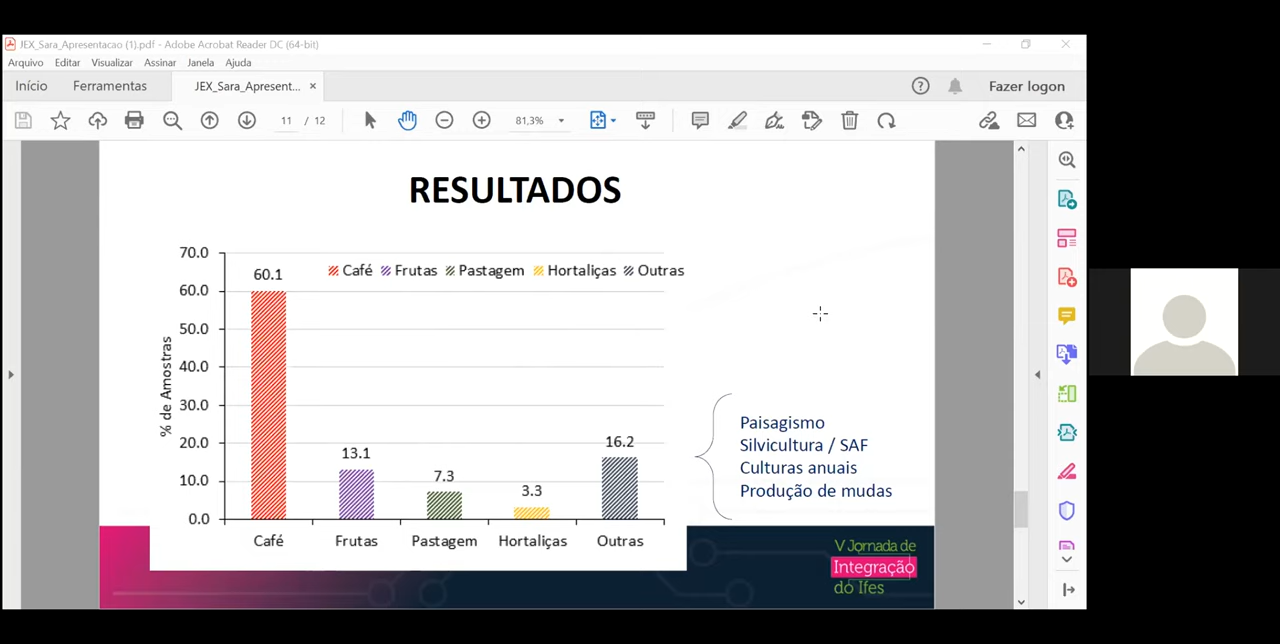 JEX_Sara_Apresentacao (1).pdf - Adobe Acrobat Reader DC (64-bit)
Arquivo Editar Visualizar Assinar Janela Ajuda
Início Ferramentas JEX_Sara_Apresent... × Fazer logon
11 / 12 81,3%
RESULTADOS
Café Frutas Pastagem Hortaliças Outras
% de Amostras
70.0
60.0
50.0
40.0
30.0
20.0
10.0
0.0
60.1
13.1
7.3
3.3
16.2
Café Frutas Pastagem Hortaliças Outras
Paisagismo
Silvicultura / SAF
Culturas anuais
Produção de mudas
V Jornada de
Integração
do Ifes